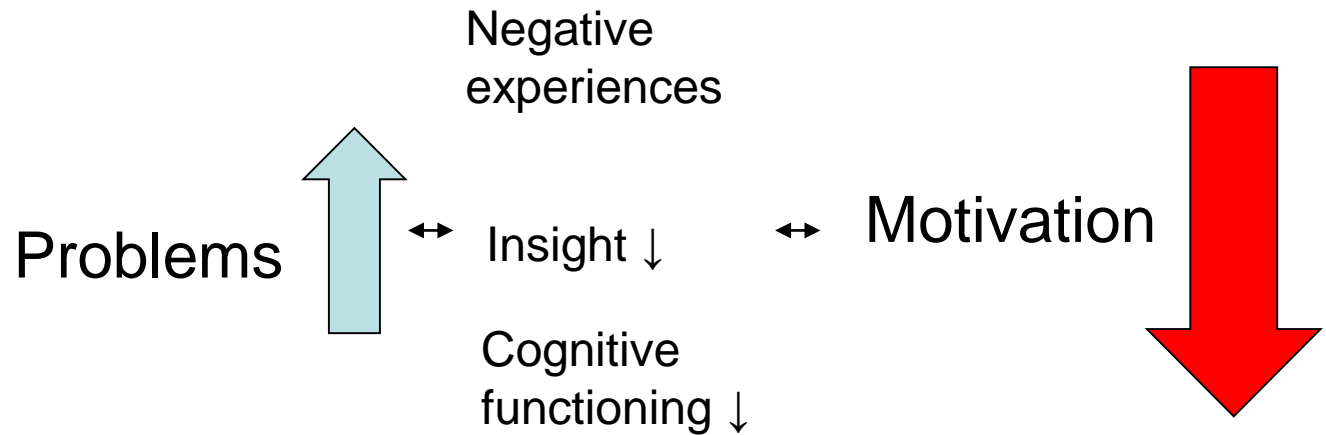 Negative
experiences
Problems
Insight ↓
Motivation
Cognitive
functioning ↓